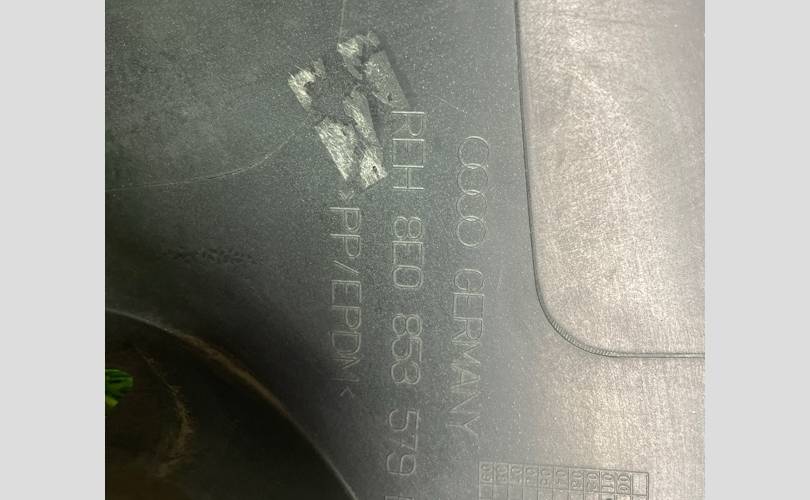 GERMANY
REH 8E0 853 579
>PP/EPDM<